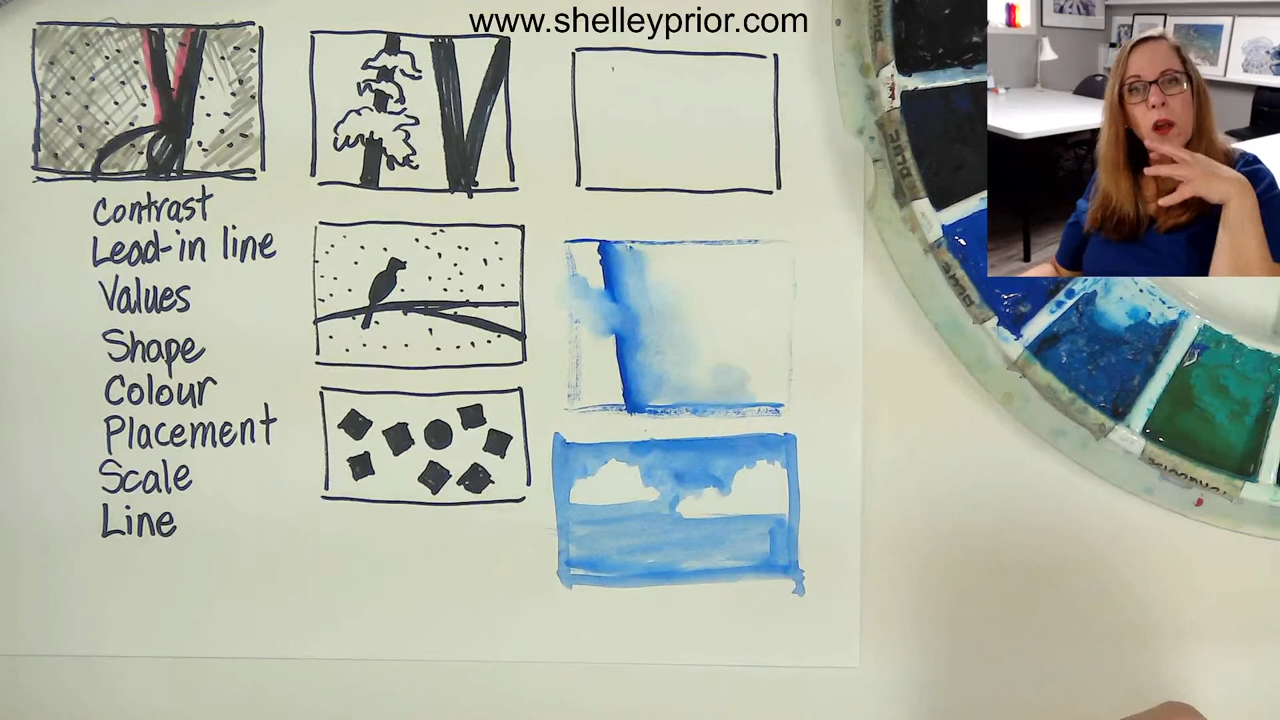 www.shelleyprior.com
Contrast
Lead-in line
Values
Shape
Colour
Placement
Scale
Line